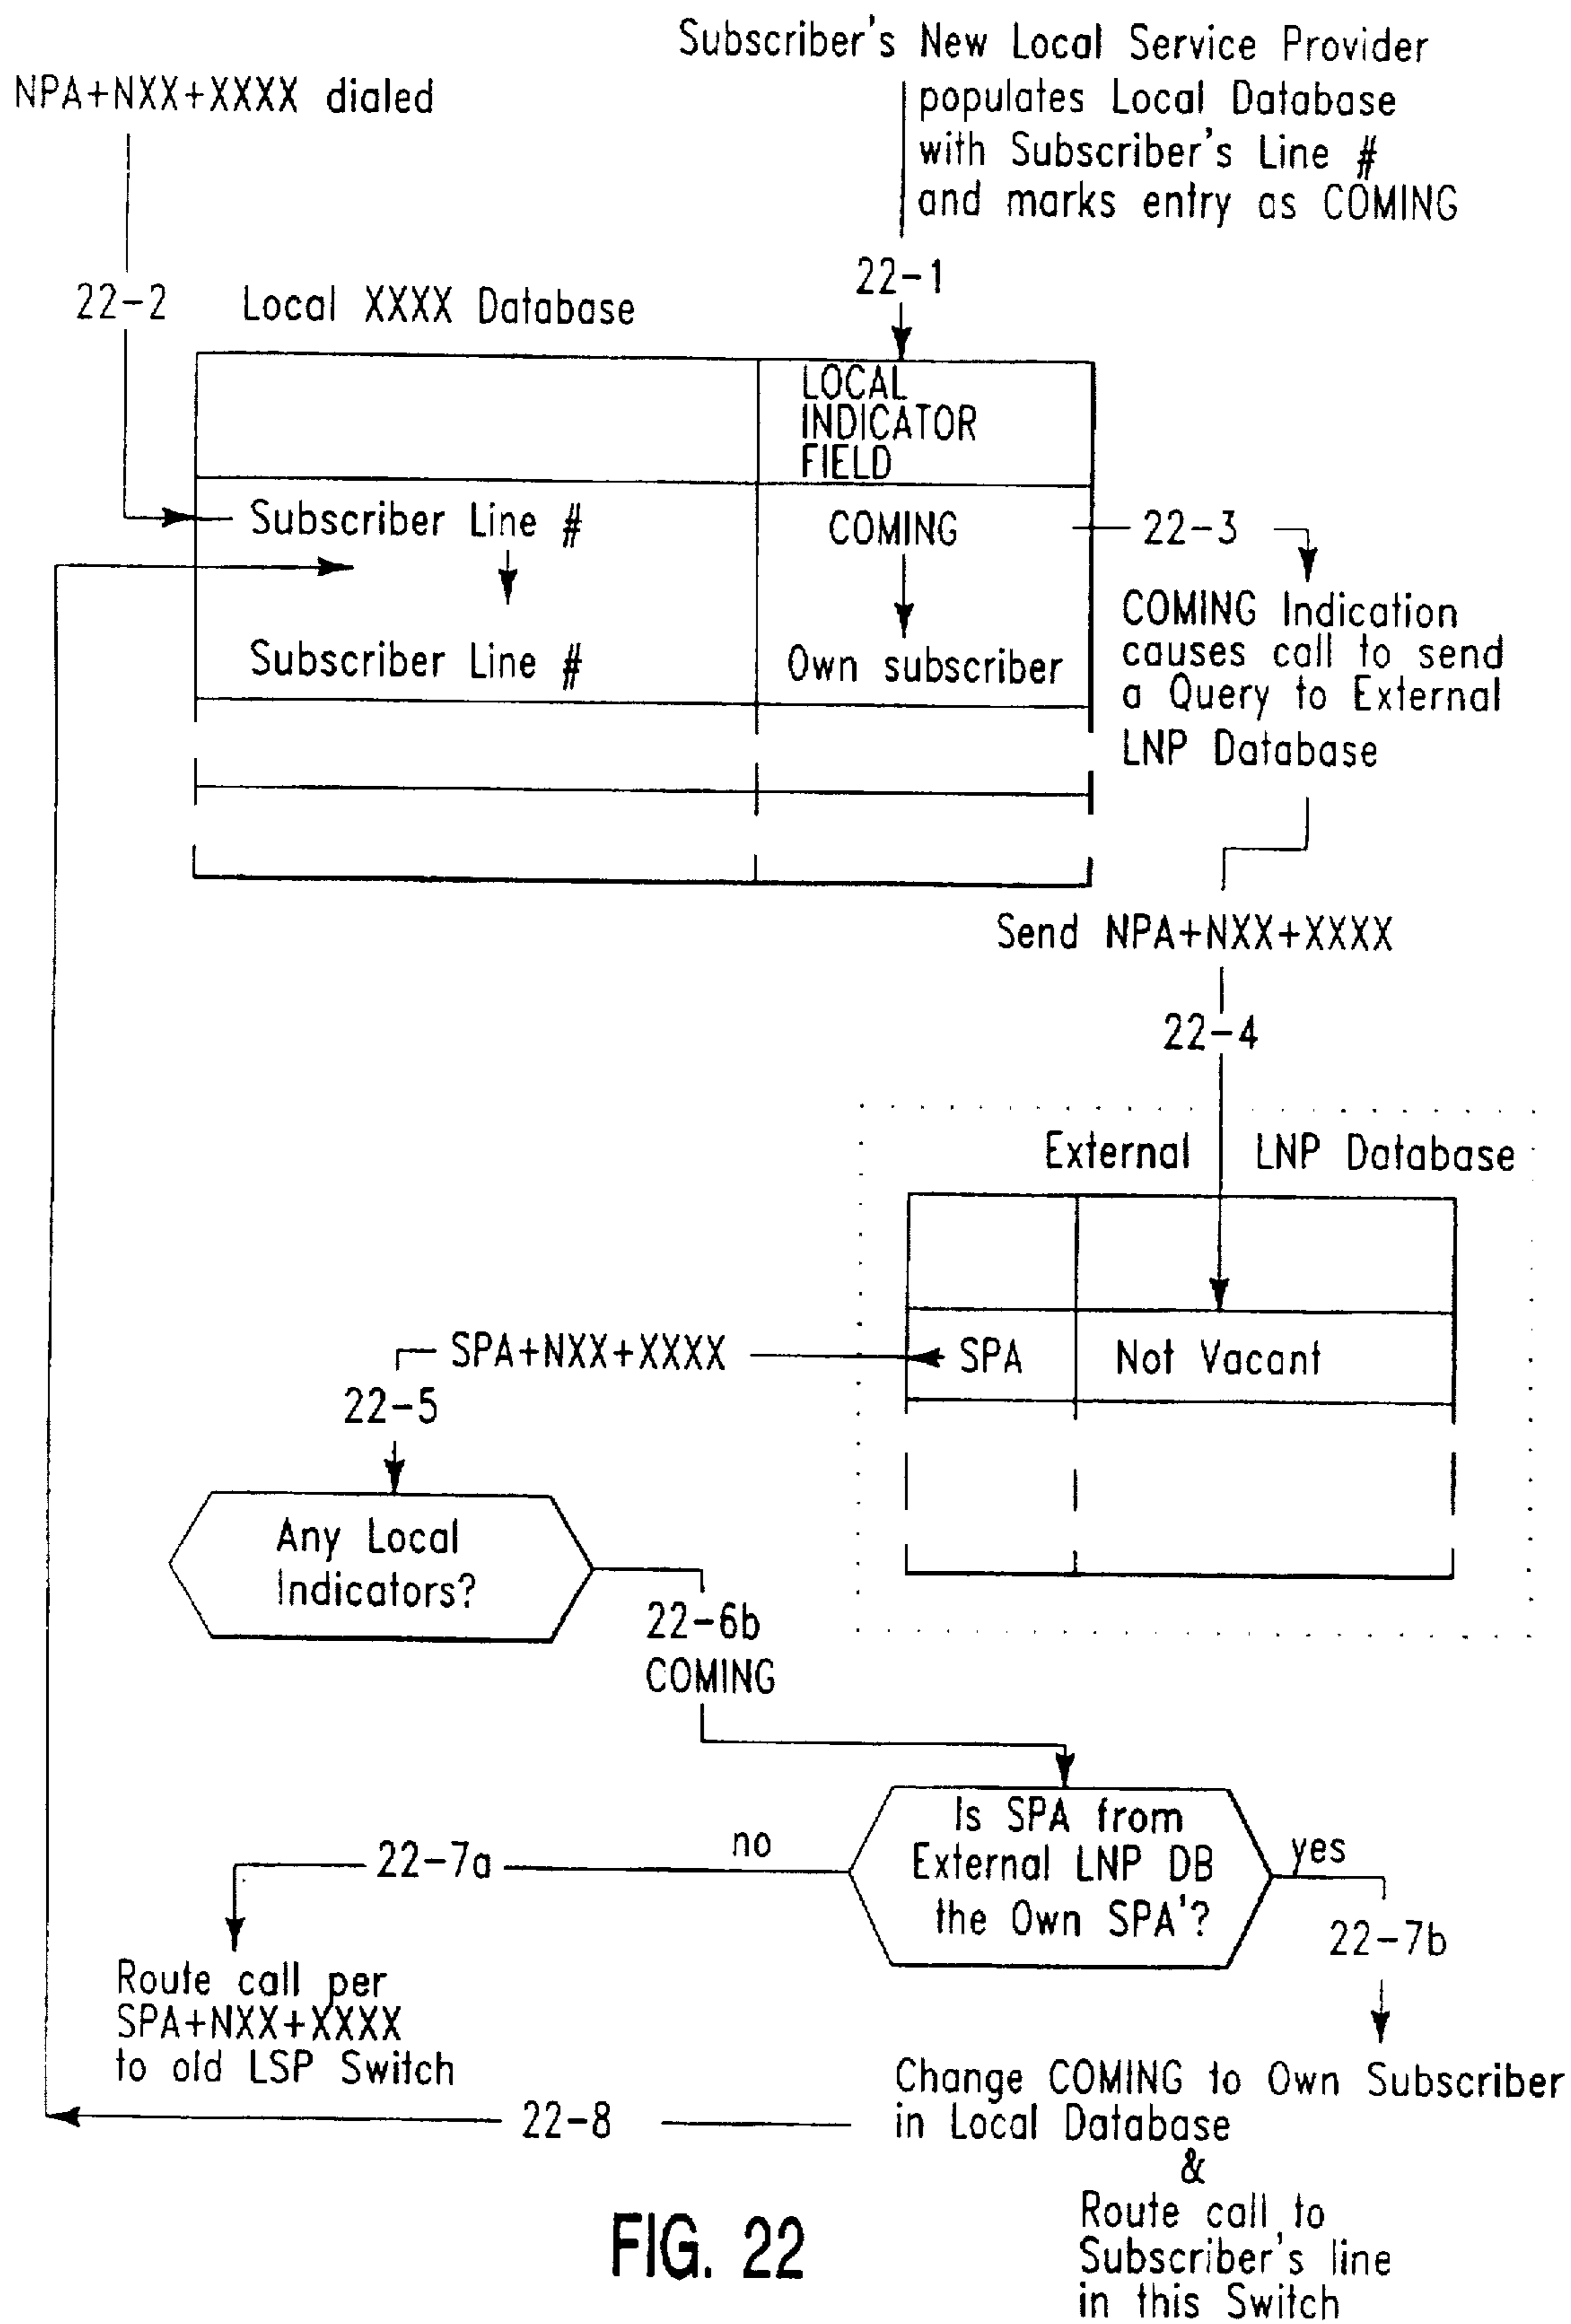 Subscriber's New Local Service Provider
populates Local Database
with Subscriber's Line #
and marks entry as COMING
NPA+NXX+XXXX dialed
22-1
22-2
Local XXXX Database
LOCAL
INDICATOR
FIELD
Subscriber Line #
COMING
22-3
Subscriber Line #
Own subscriber
COMING Indication
causes call to send
a Query to External
LNP Database
Send NPA+NXX+XXXX
22-4
External LNP Database
SPA+NXX+XXXX
SPA
Not Vacant
22-5
Any Local
Indicators?
22-6b
COMING
Is SPA from
External LNP DB
the Own SPA'?
no
yes
22-7a
22-7b
Route call per
SPA+NXX+XXXX
to old LSP Switch
Change COMING to Own Subscriber
in Local Database
&
Route call to
Subscriber's line
in this Switch
22-8
FIG. 22